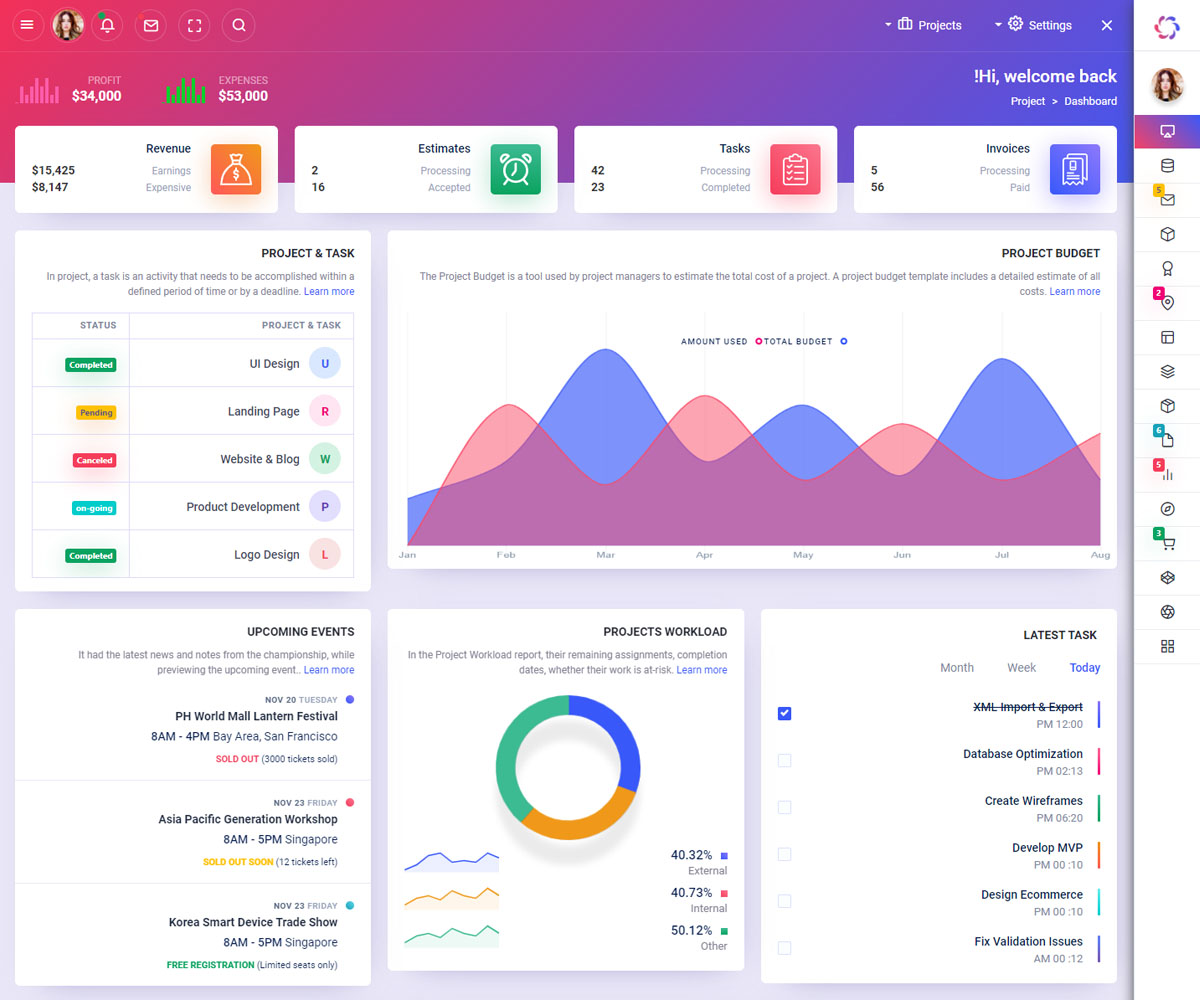 Projects
Settings
PROFIT
$34,000
EXPENSES
$53,000
!Hi, welcome back
Project > Dashboard
Revenue
$15,425 Earnings
$8,147 Expensive
Estimates
2 Processing
16 Accepted
Tasks
42 Processing
23 Completed
Invoices
5 Processing
56 Paid
PROJECT & TASK
In project, a task is an activity that needs to be accomplished within a
defined period of time or by a deadline. Learn more
STATUS PROJECT & TASK
Completed UI Design U
Pending Landing Page R
Canceled Website & Blog W
on-going Product Development P
Completed Logo Design L
PROJECT BUDGET
The Project Budget is a tool used by project managers to estimate the total cost of a project. A project budget template includes a detailed estimate of all
costs. Learn more
AMOUNT USED TOTAL BUDGET
Jan Feb Mar Apr May Jun Jul Aug
UPCOMING EVENTS
It had the latest news and notes from the championship, while
previewing the upcoming event.. Learn more
NOV 20 TUESDAY
PH World Mall Lantern Festival
8AM - 4PM Bay Area, San Francisco
SOLD OUT (3000 tickets sold)
NOV 23 FRIDAY
Asia Pacific Generation Workshop
8AM - 5PM Singapore
SOLD OUT SOON (12 tickets left)
NOV 23 FRIDAY
Korea Smart Device Trade Show
8AM - 5PM Singapore
FREE REGISTRATION (Limited seats only)
PROJECTS WORKLOAD
In the Project Workload report, their remaining assignments, completion
dates, whether their work is at-risk. Learn more
40.32%
External
40.73%
Internal
50.12%
Other
LATEST TASK
Month Week Today
XML Import & Export
PM 12:00
Database Optimization
PM 02:13
Create Wireframes
PM 06:20
Develop MVP
PM 00 :10
Design Ecommerce
PM 00 :10
Fix Validation Issues
AM 00 :12
5
2
6
5
3